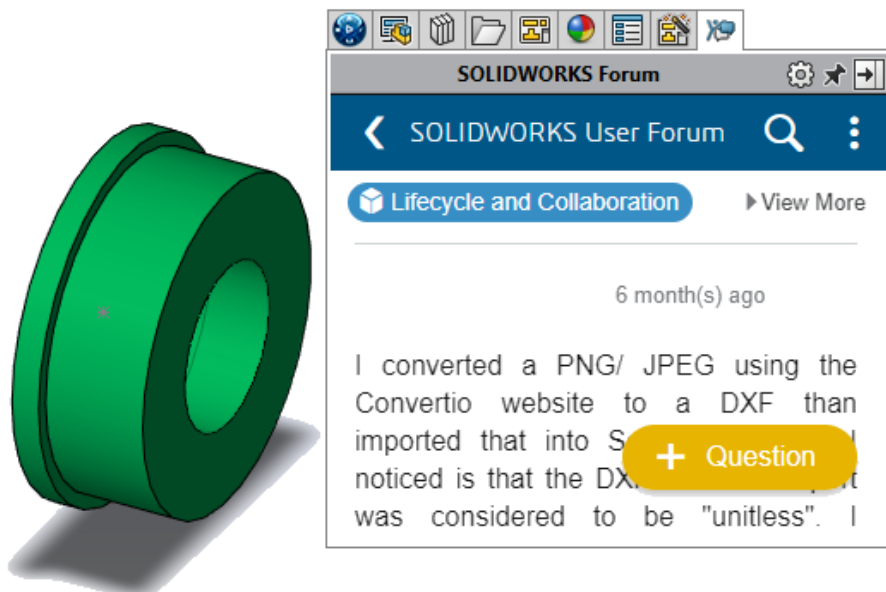 SOLIDWORKS Forum
SOLIDWORKS User Forum
Lifecycle and Collaboration
View More
6 month(s) ago
I converted a PNG/ JPEG using the
Convertio website to a DXF than
imported that into
noticed is that the
was considered to be "unitless". I
+ Question